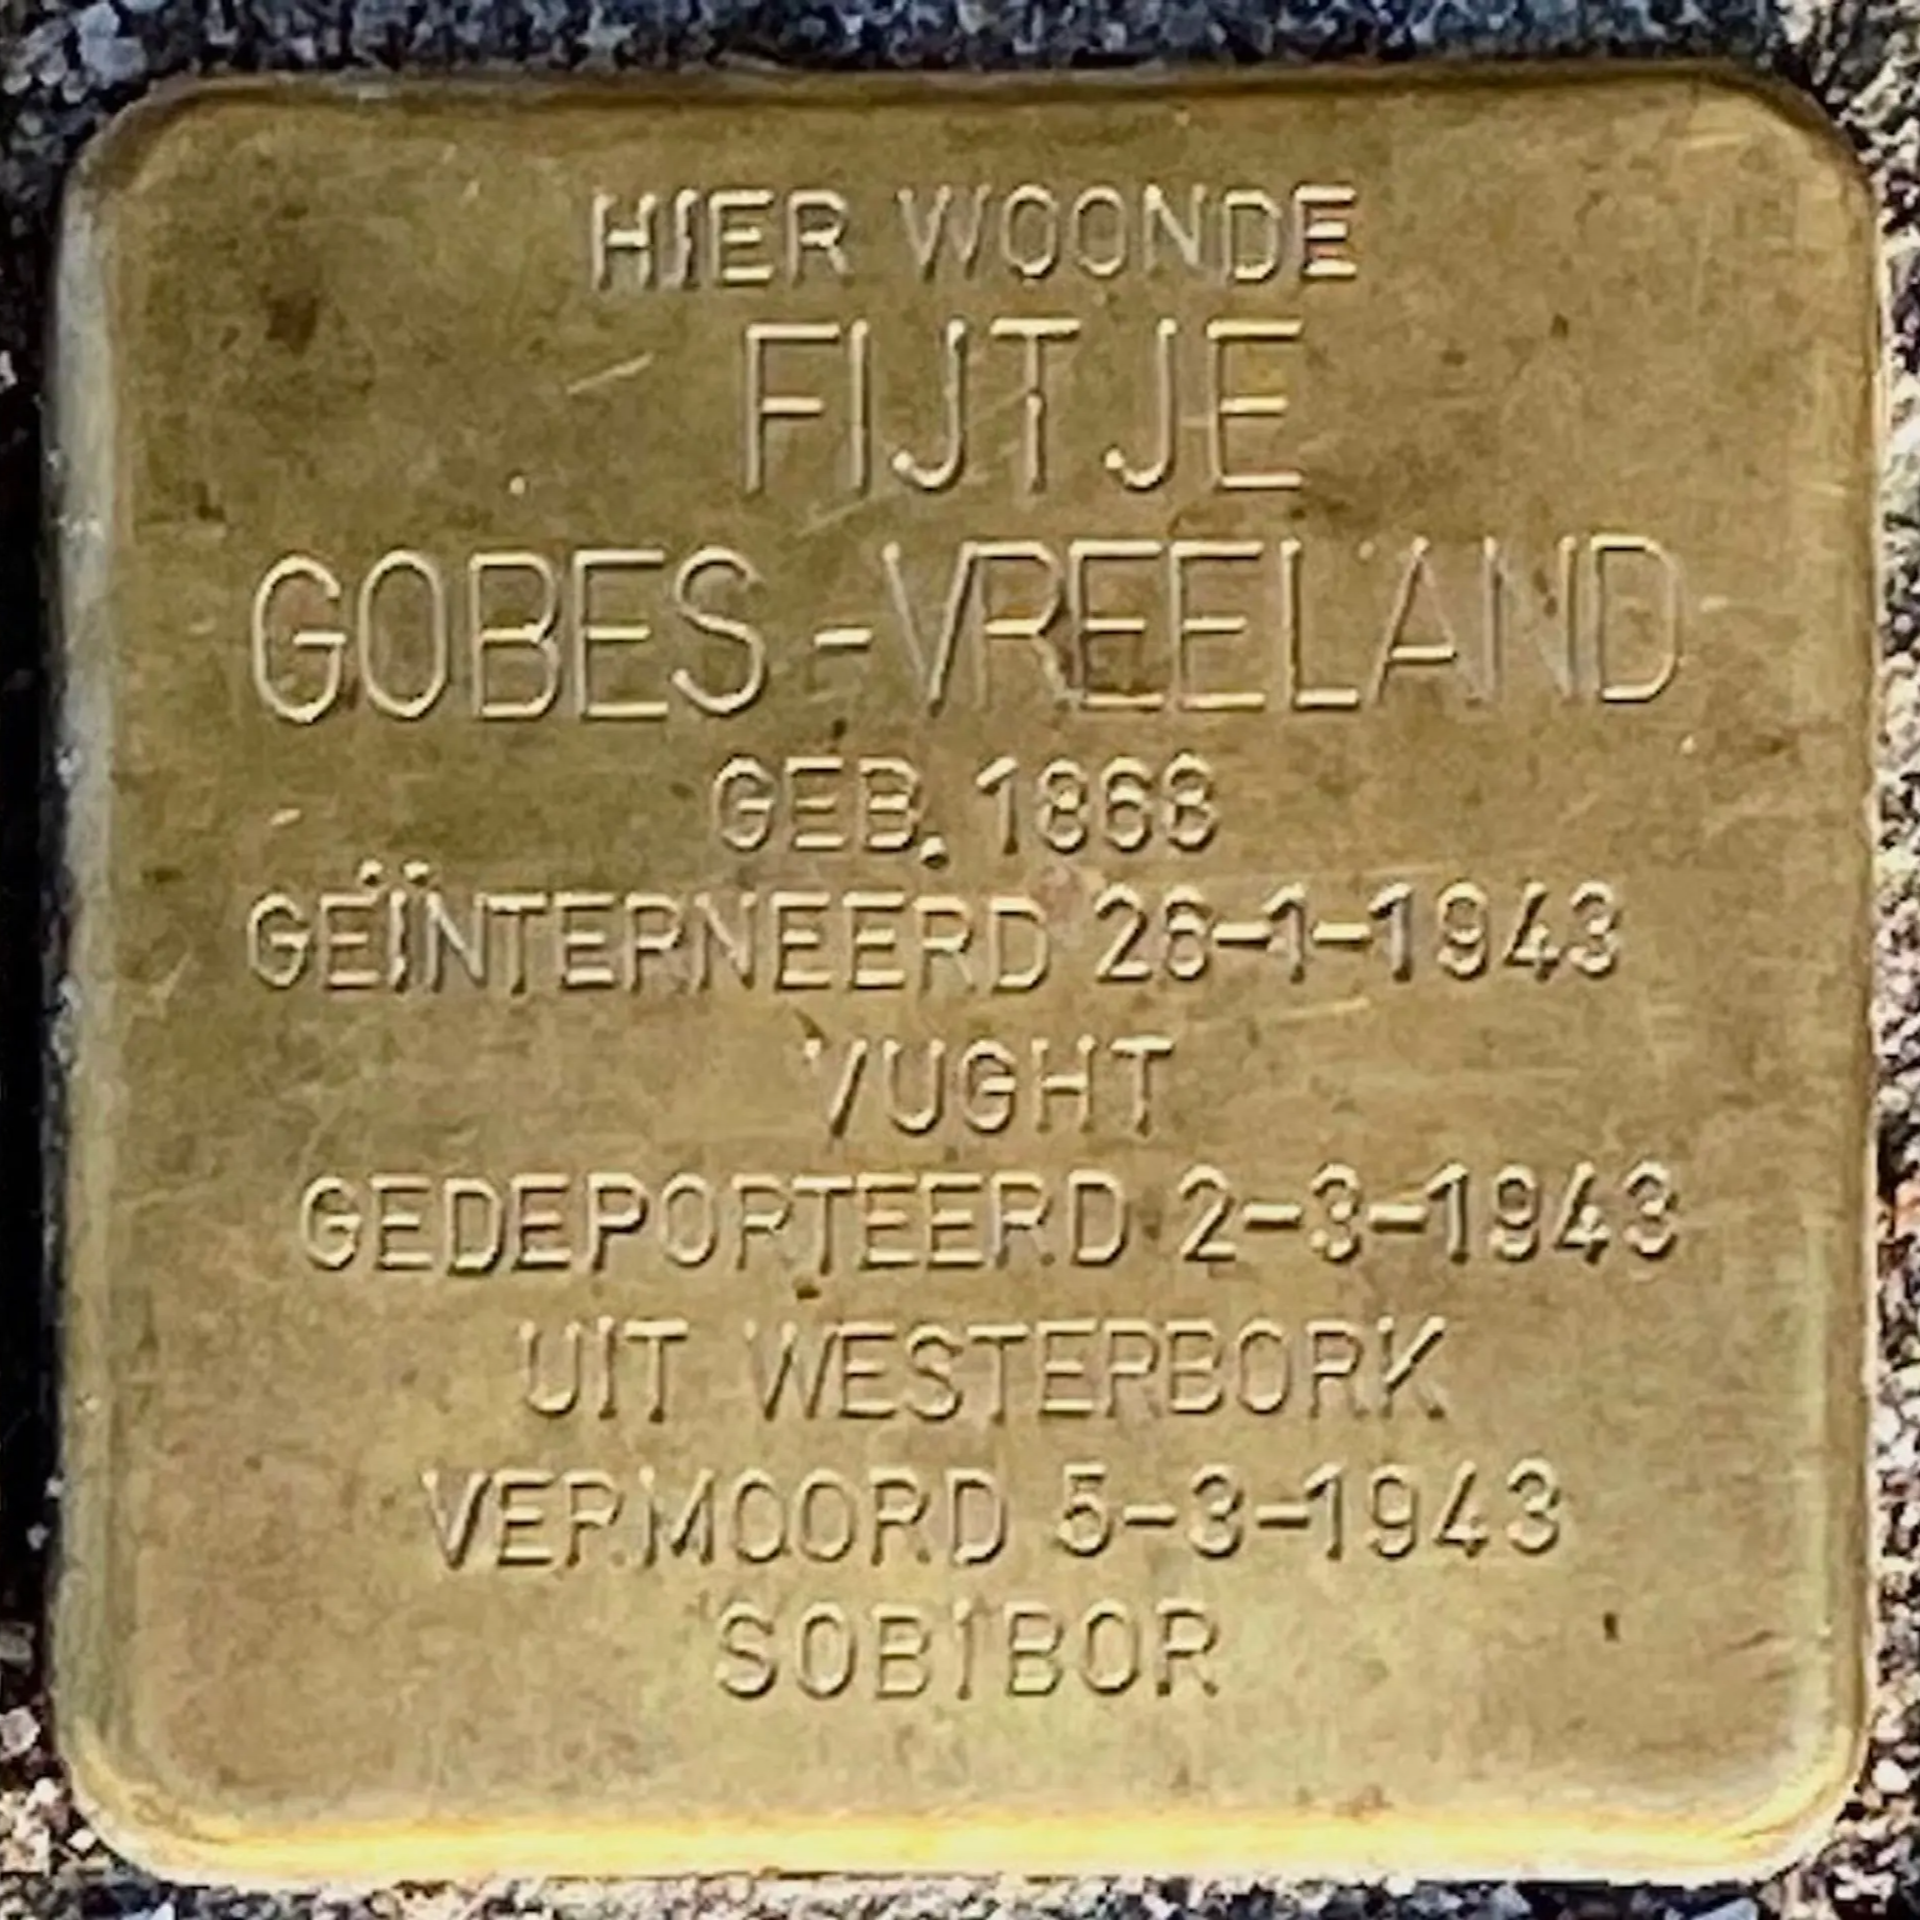 HIER WOONDE
FIJTJE
GOBES-VREELAND
GEB. 1868
GEÏNTERNEERD 26-1-1943
VUGHT
GEDEPORTEERD 2-3-1943
UIT WESTERBORK
VERMOORD 5-3-1943
SOBIBOR